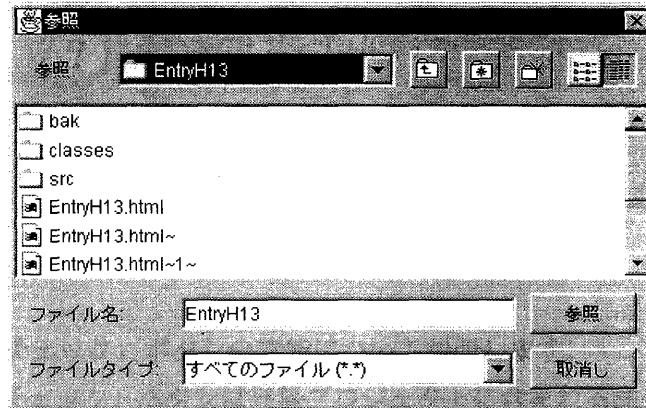 参照
参照: EntryH13
bak
classes
src
EntryH13.html
EntryH13.html~
EntryH13.html~1~
ファイル名: EntryH13 参照
ファイルタイプ: すべてのファイル (*.*) 取消し